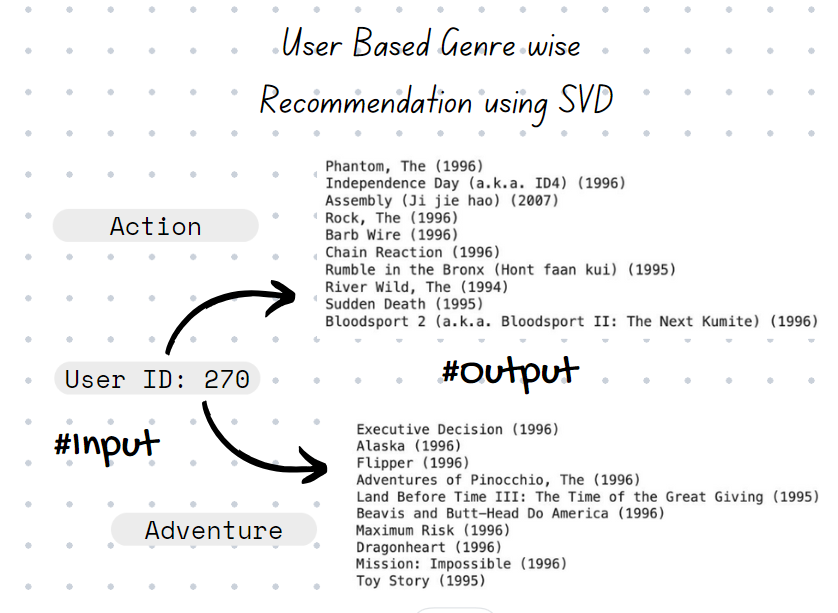 User Based Genre wise
Recommendation using SVD
Action
Phantom, The (1996)
Independence Day (a.k.a. ID4) (1996)
Assembly (Ji jie hao) (2007)
Rock, The (1996)
Barb Wire (1996)
Chain Reaction (1996)
Rumble in the Bronx (Hont faan kui) (1995)
River Wild, The (1994)
Sudden Death (1995)
Bloodsport 2 (a.k.a. Bloodsport II: The Next Kumite) (1996)
User ID: 270
#Output
#Input
Executive Decision (1996)
Alaska (1996)
Flipper (1996)
Adventures of Pinocchio, The (1996)
Land Before Time III: The Time of the Great Giving (1995)
Beavis and Butt-Head Do America (1996)
Maximum Risk (1996)
Dragonheart (1996)
Mission: Impossible (1996)
Toy Story (1995)
Adventure